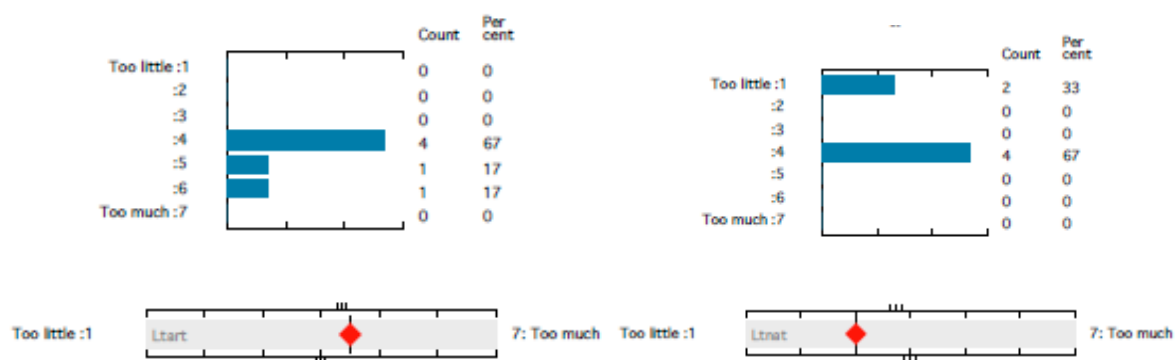 Count Per cent
Too little :1 0 0
:2 0 0
:3 0 0
:4 4 67
:5 1 17
:6 1 17
Too much :7 0 0
Count Per cent
Too little :1 2 33
:2 0 0
:3 0 0
:4 4 67
:5 0 0
:6 0 0
Too much :7 0 0
Too little :1 Ltart 7: Too much
Too little :1 Ltnat 7: Too much